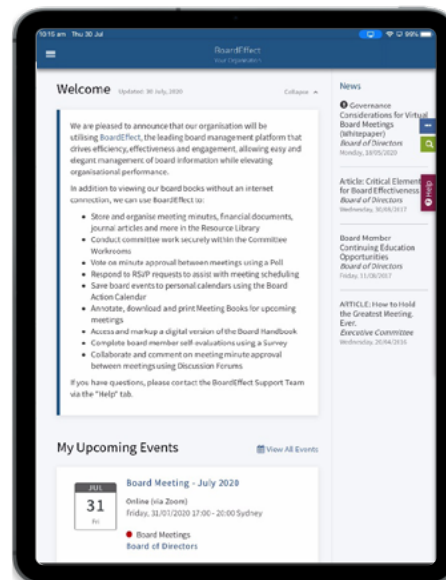 10:15 am Thu 30 Jul
99%
BoardEffect
Your Organisation
Welcome
Updated: 30 July, 2020
Collapse
We are pleased to announce that our organisation will be
utilising BoardEffect, the leading board management platform that
drives efficiency, effectiveness and engagement, allowing easy and
elegant management of board information while elevating
organisational performance.
In addition to viewing our board books without an internet
connection, we can use BoardEffect to:
Store and organise meeting minutes, financial documents,
journal articles and more in the Resource Library
Conduct committee work securely within the Committee
Workrooms
Vote on minute approval between meetings using a Poll
Respond to RSVP requests to assist with meeting scheduling
Save board events to personal calendars using the Board
Action Calendar
Annotate, download and print Meeting Books for upcoming
meetings
Access and markup a digital version of the Board Handbook
Complete board member self-evaluations using a Survey
Collaborate and comment on meeting minute approval
between meetings using Discussion Forums
If you have questions, please contact the BoardEffect Support Team
via the "Help" tab.
My Upcoming Events
View All Events
JUL
31
Fri
Board Meeting - July 2020
Online (via Zoom)
Friday, 31/07/2020 17:00 - 20:00 Sydney
Board Meetings
Board of Directors
News
Governance
Considerations for Virtual
Board Meetings
(Whitepaper)
Board of Directors
Monday, 18/05/2020
Article: Critical Element
for Board Effectiveness
Board of Directors
Wednesday, 30/08/2017
Board Member
Continuing Education
Opportunities
Board of Directors
Friday, 11/08/2017
ARTICLE: How to Hold
the Greatest Meeting.
Ever.
Executive Committee
Wednesday, 20/04/2016
Help